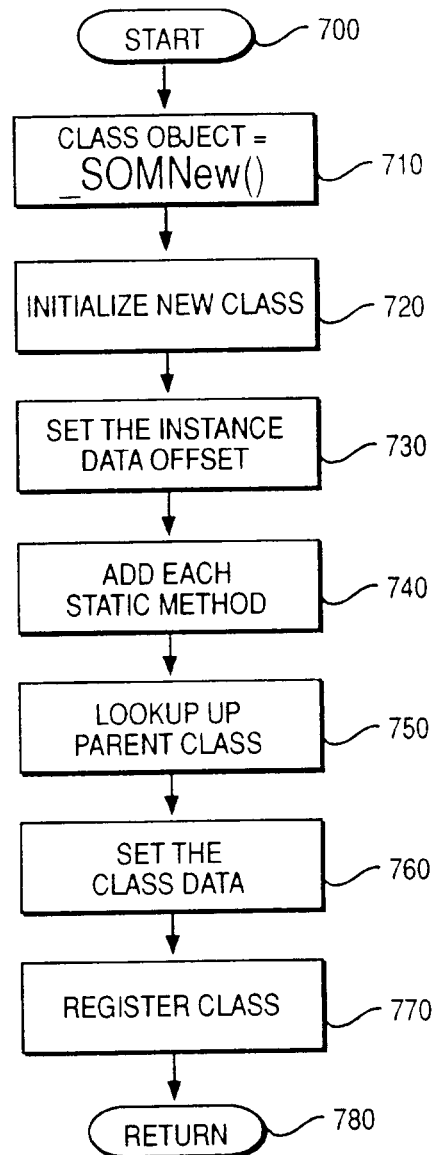 START
700
CLASS OBJECT =
_SOMNew()
710
INITIALIZE NEW CLASS
720
SET THE INSTANCE
DATA OFFSET
730
ADD EACH
STATIC METHOD
740
LOOKUP UP
PARENT CLASS
750
SET THE
CLASS DATA
760
REGISTER CLASS
770
RETURN
780